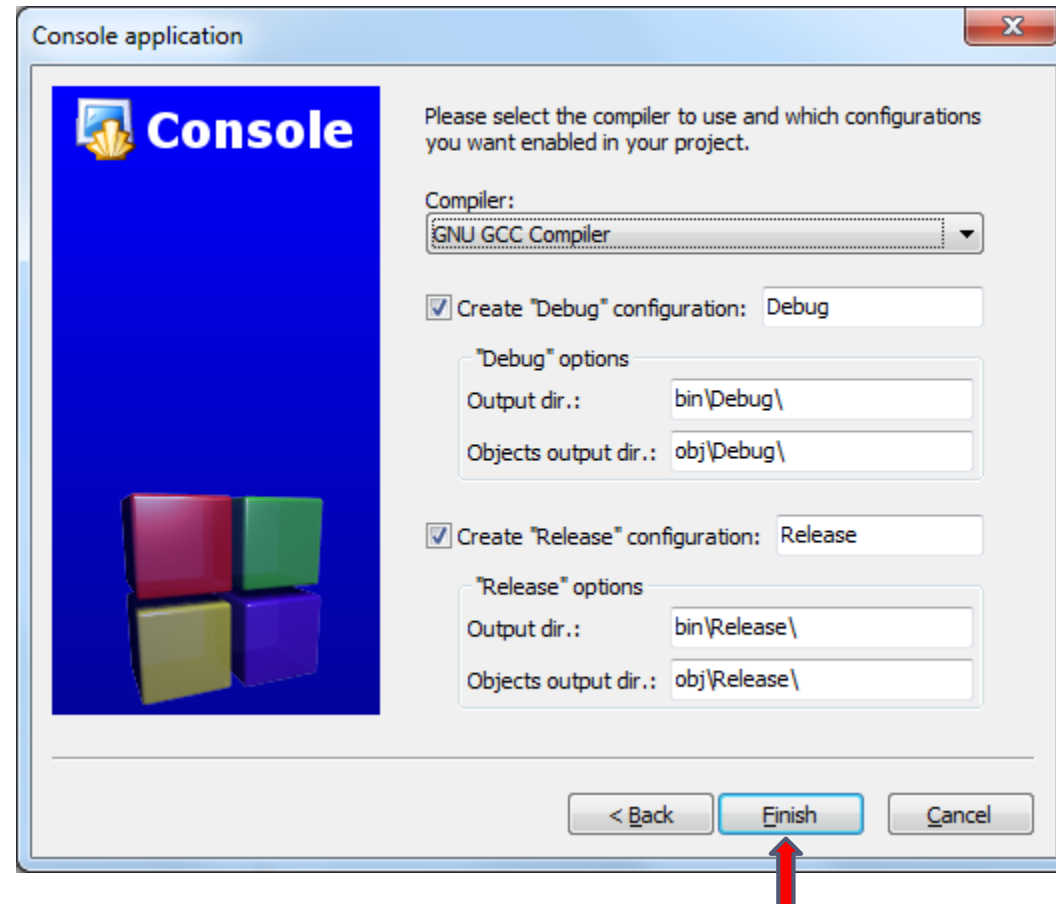 Console application
Console
Please select the compiler to use and which configurations
you want enabled in your project.
Compiler:
GNU GCC Compiler
Create "Debug" configuration: Debug
"Debug" options
Output dir.: bin\Debug\
Objects output dir.: obj\Debug\
Create "Release" configuration: Release
"Release" options
Output dir.: bin\Release\
Objects output dir.: obj\Release\
< Back Finish Cancel